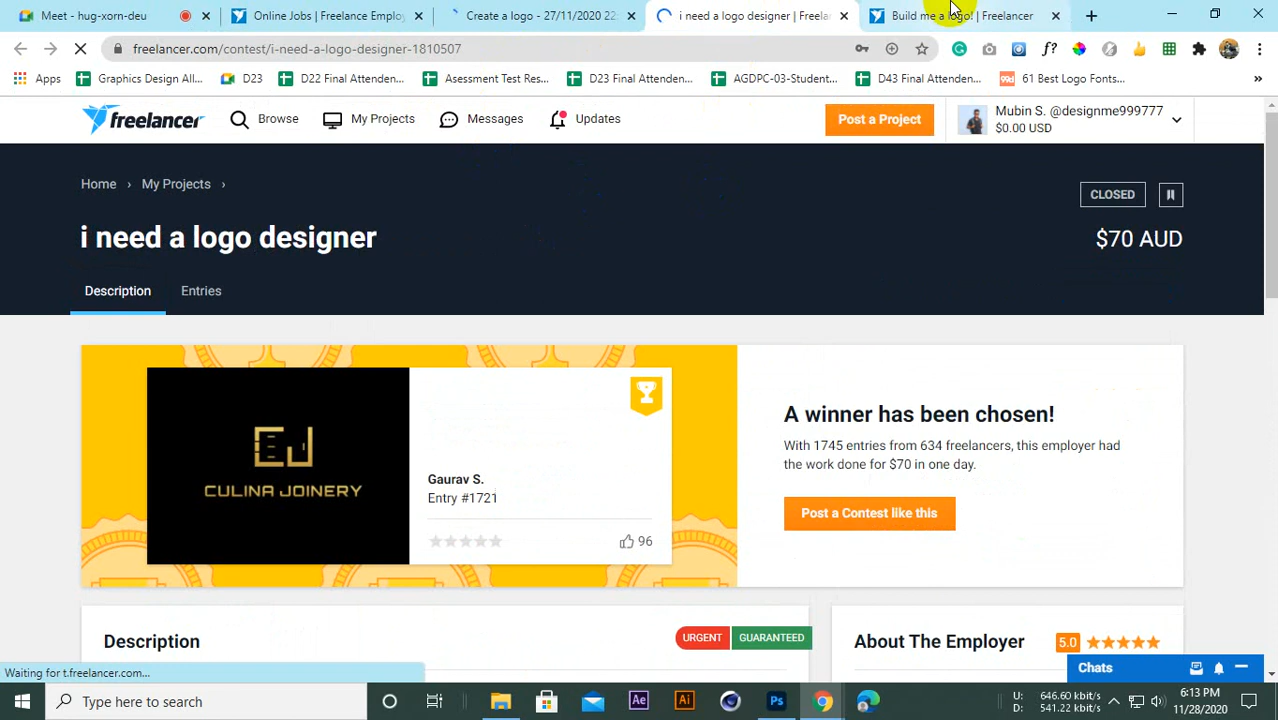 Meet - hug-xorn-deu
Online Jobs | Freelance Employ
Create a logo - 27/11/2020 22:
i need a logo designer | Freelan
Build me a logo! | Freelancer
freelancer.com/contest/i-need-a-logo-designer-1810507
Apps
Graphics Design All...
D23
D22 Final Attenden...
Asessment Test Res...
D23 Final Attenden...
AGDPC-03-Student...
D43 Final Attenden...
99d
61 Best Logo Fonts...
»
freelancer
Browse
My Projects
Messages
Updates
Post a Project
Mubin S. @designme999777
$0.00 USD
Home › My Projects ›
CLOSED
i need a logo designer
$70 AUD
Description
Entries
CULINA JOINERY
Gaurav S.
Entry #1721
96
A winner has been chosen!
With 1745 entries from 634 freelancers, this employer had
the work done for $70 in one day.
Post a Contest like this
Description
URGENT
GUARANTEED
About The Employer
5.0
Chats
Waiting for t.freelancer.com...
Type here to search
Ae
Ai
Ps
U: 646.60 kbit/s
D: 541.22 kbit/s
6:13 PM
11/28/2020